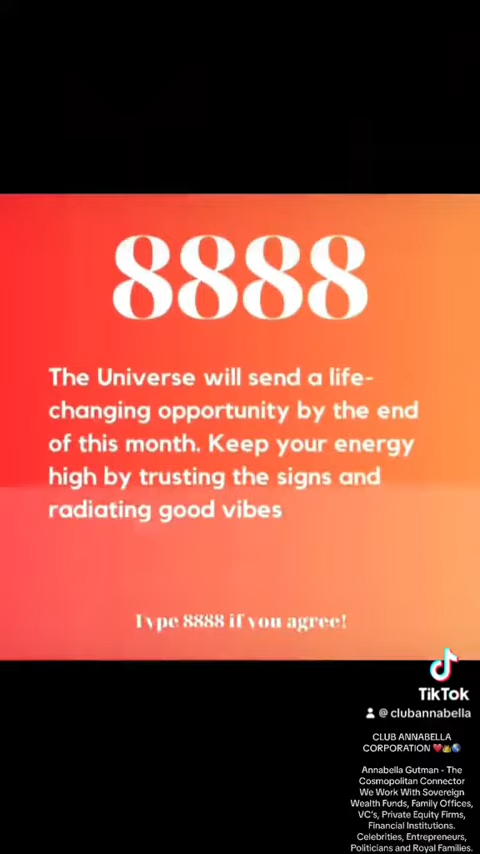 8888
The Universe will send a life-
changing opportunity by the end
of this month. Keep your energy
high by trusting the signs and
radiating good vibes
Type 8888 if you agree!
TikTok
@ clubannabella
CLUB ANNABELLA
CORPORATION ❤️👸🌎
Annabella Gutman - The
Cosmopolitan Connector
We Work With Sovereign
Wealth Funds, Family Offices,
VC's, Private Equity Firms,
Financial Institutions.
Celebrities, Entrepreneurs,
Politicians and Royal Families.